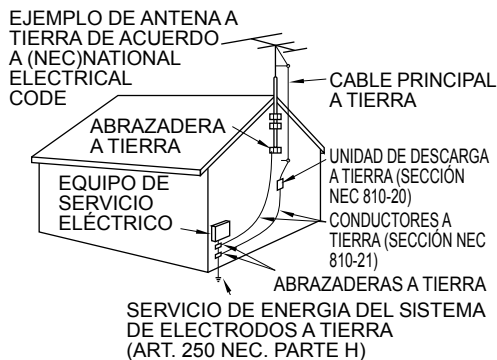 EJEMPLO DE ANTENA A
TIERRA DE ACUERDO
A (NEC)NATIONAL
ELECTRICAL
CODE
CABLE PRINCIPAL
A TIERRA
ABRAZADERA
A TIERRA
UNIDAD DE DESCARGA
A TIERRA (SECCIÓN
NEC 810-20)
EQUIPO DE
SERVICIO
ELÉCTRICO
CONDUCTORES A
TIERRA (SECCIÓN NEC
810-21)
ABRAZADERAS A TIERRA
SERVICIO DE ENERGIA DEL SISTEMA
DE ELECTRODOS A TIERRA
(ART. 250 NEC. PARTE H)